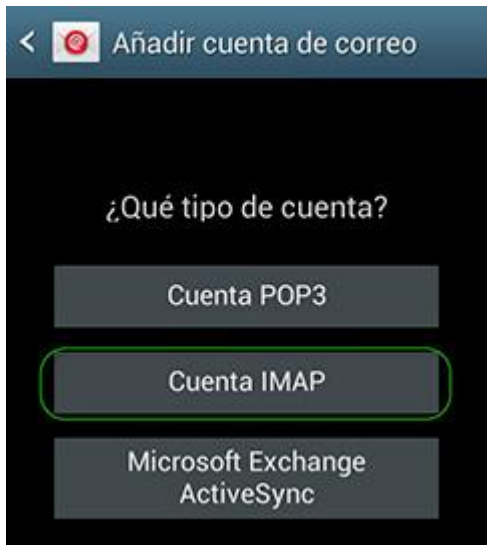 Añadir cuenta de correo
¿Qué tipo de cuenta?
Cuenta POP3
Cuenta IMAP
Microsoft Exchange
ActiveSync